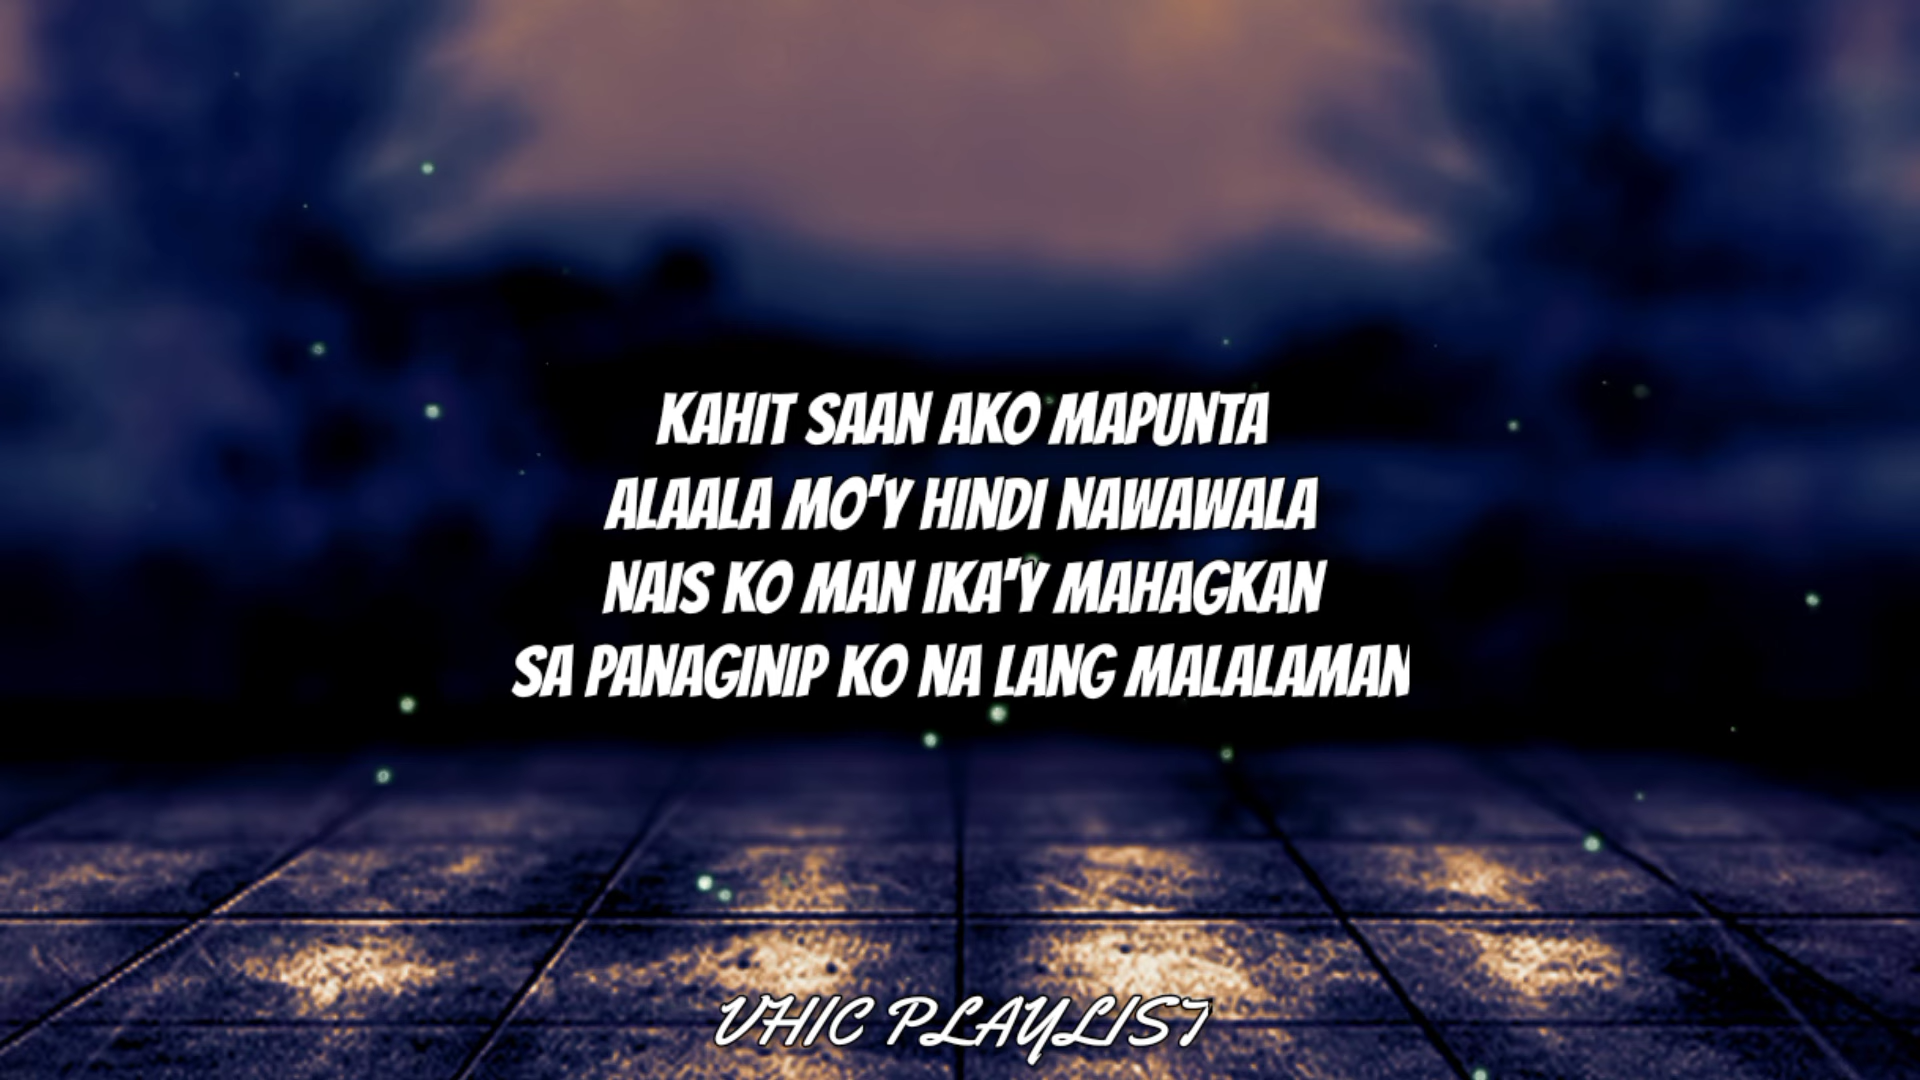 KAHIT SAAN AKO MAPUNTA
ALAALA MO'Y HINDI NAWAWALA
NAIS KO MAN IKA'Y MAHAGKAN
SA PANAGINIP KO NA LANG MALALAMAN
VHIC PLAYLIST